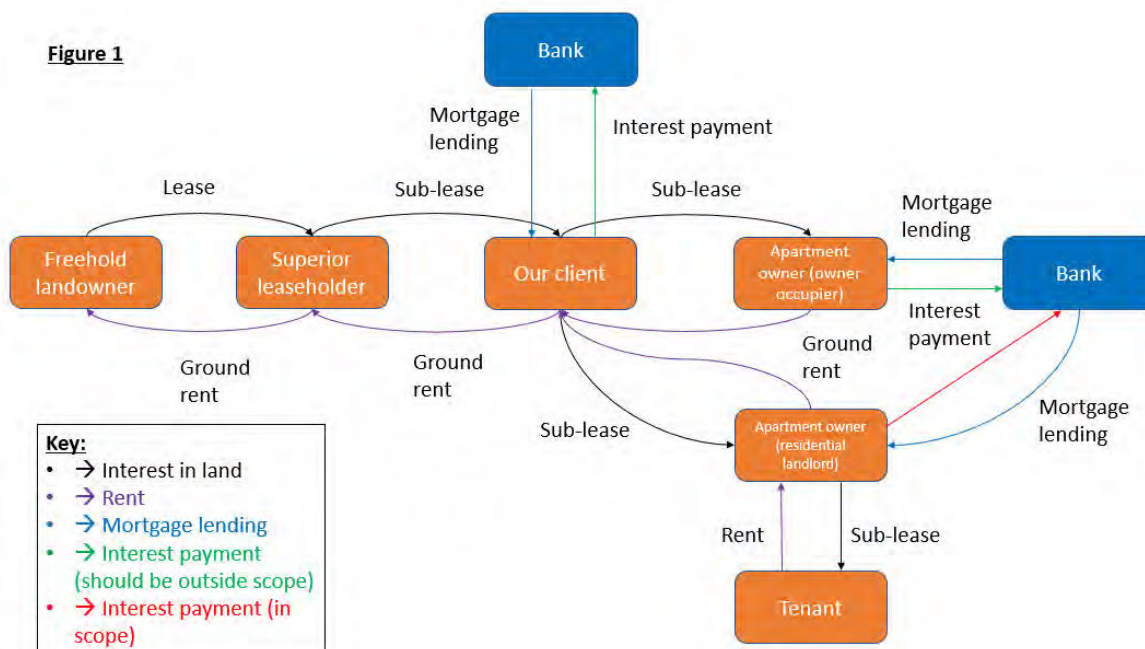 Figure 1
Bank
Mortgage
lending
Interest payment
Lease
Sub-lease
Sub-lease
Mortgage
lending
Freehold
landowner
Superior
leaseholder
Our client
Apartment
owner (owner
occupier)
Bank
Interest
payment
Ground
rent
Ground
rent
Ground
rent
Sub-lease
Apartment owner
(residential
landlord)
Mortgage
lending
Key:
• → Interest in land
• → Rent
• → Mortgage lending
• → Interest payment
(should be outside scope)
• → Interest payment (in
scope)
Rent
Sub-lease
Tenant